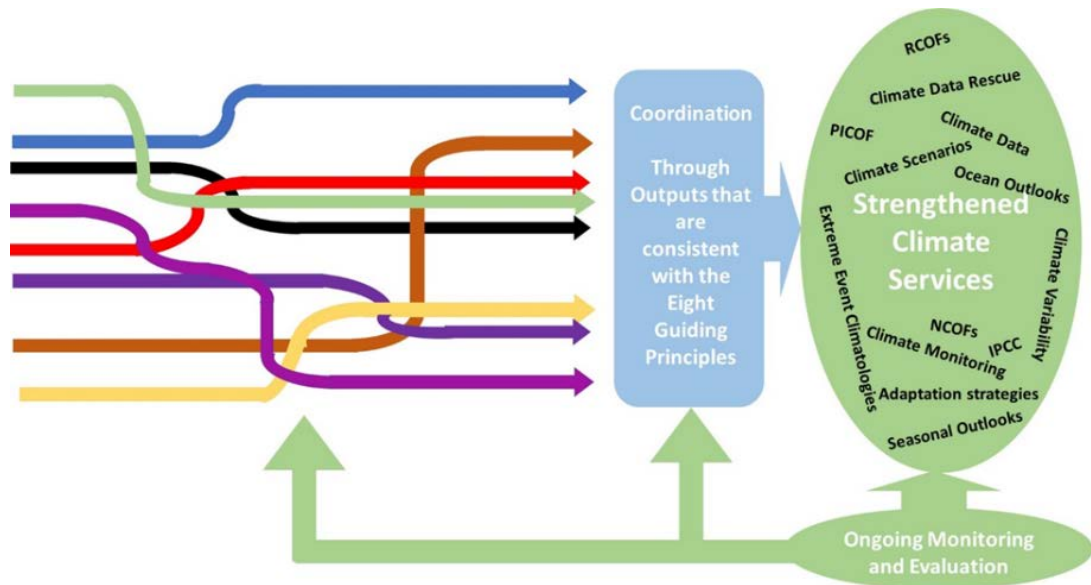 Coordination
Through
Outputs that
are
consistent
with the
Eight
Guiding
Principles
RCOFs
Climate Data Rescue
PICOF
Climate Data
Climate Scenarios
Ocean Outlooks
Strengthened
Climate
Services
Extreme Event Climatologies
Climate Variability
NCOFs
IPCC
Climate Monitoring
Adaptation strategies
Seasonal Outlooks
Ongoing Monitoring
and Evaluation